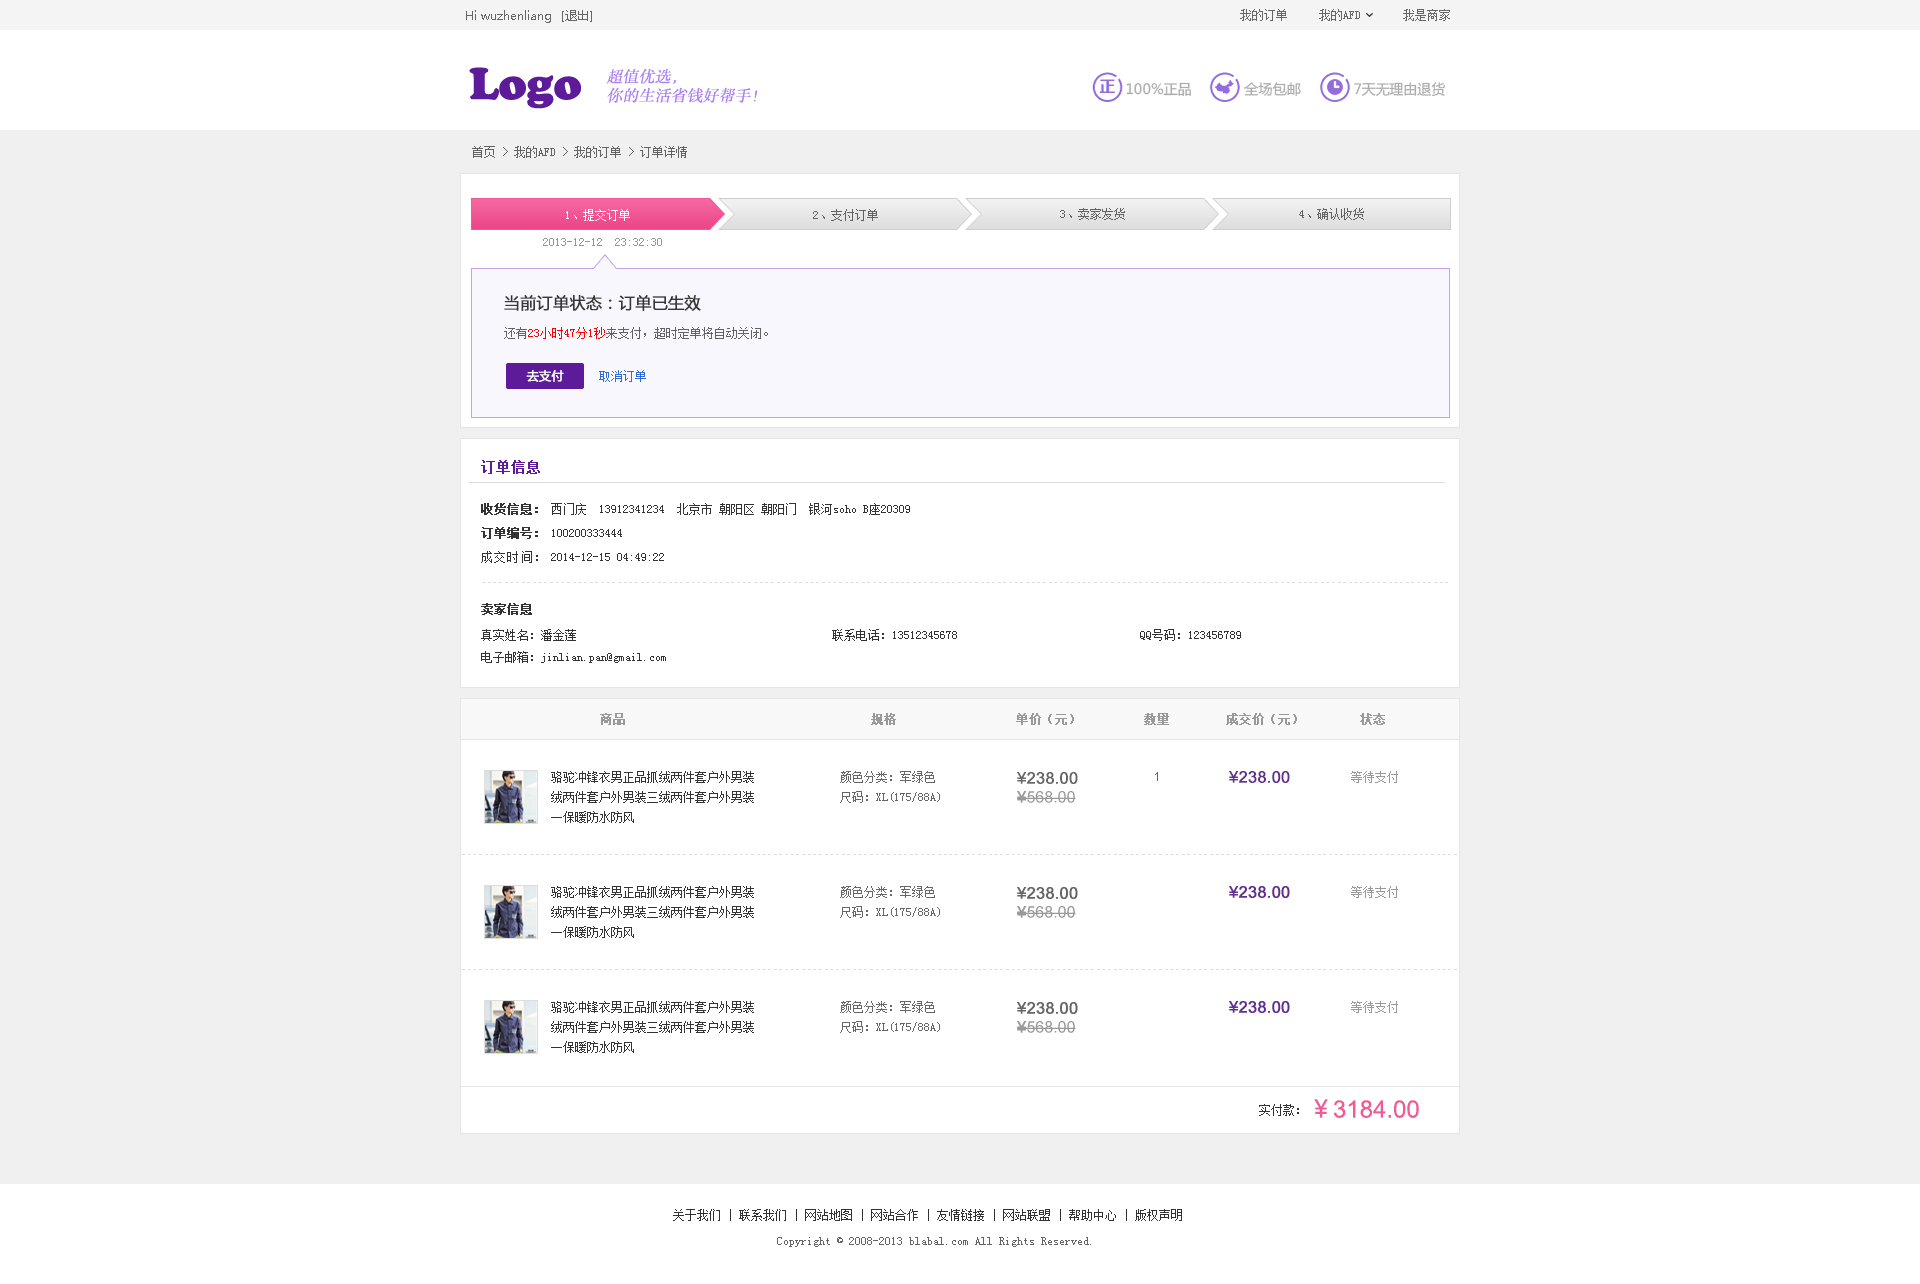 Hi wuzhenliang [退出]
我的订单 我的AFD 我是商家
Logo
超值优选，
你的生活省钱好帮手！
正 100%正品 全场包邮 7天无理由退货
首页 > 我的AFD > 我的订单 > 订单详情
1、提交订单 2、支付订单 3、卖家发货 4、确认收货
2013-12-12 23:32:30
当前订单状态：订单已生效
还有23小时47分1秒来支付，超时定单将自动关闭。
去支付 取消订单
订单信息
收货信息： 西门庆 13912341234 北京市 朝阳区 朝阳门 银河soho B座20309
订单编号： 100200333444
成交时间： 2014-12-15 04:49:22
卖家信息
真实姓名：潘金莲 联系电话：13512345678 QQ号码：123456789
电子邮箱：jinlian.pan@gmail.com
商品 规格 单价（元） 数量 成交价（元） 状态
骆驼冲锋衣男正品抓绒两件套户外男装 颜色分类：军绿色 ¥238.00 1 ¥238.00 等待支付
绒两件套户外男装三绒两件套户外男装 尺码：XL(175/88A) ¥568.00
一保暖防水防风
骆驼冲锋衣男正品抓绒两件套户外男装 颜色分类：军绿色 ¥238.00 ¥238.00 等待支付
绒两件套户外男装三绒两件套户外男装 尺码：XL(175/88A) ¥568.00
一保暖防水防风
骆驼冲锋衣男正品抓绒两件套户外男装 颜色分类：军绿色 ¥238.00 ¥238.00 等待支付
绒两件套户外男装三绒两件套户外男装 尺码：XL(175/88A) ¥568.00
一保暖防水防风
实付款： ¥ 3184.00
关于我们 | 联系我们 | 网站地图 | 网站合作 | 友情链接 | 网站联盟 | 帮助中心 | 版权声明
Copyright © 2008-2013 blabal.com All Rights Reserved.